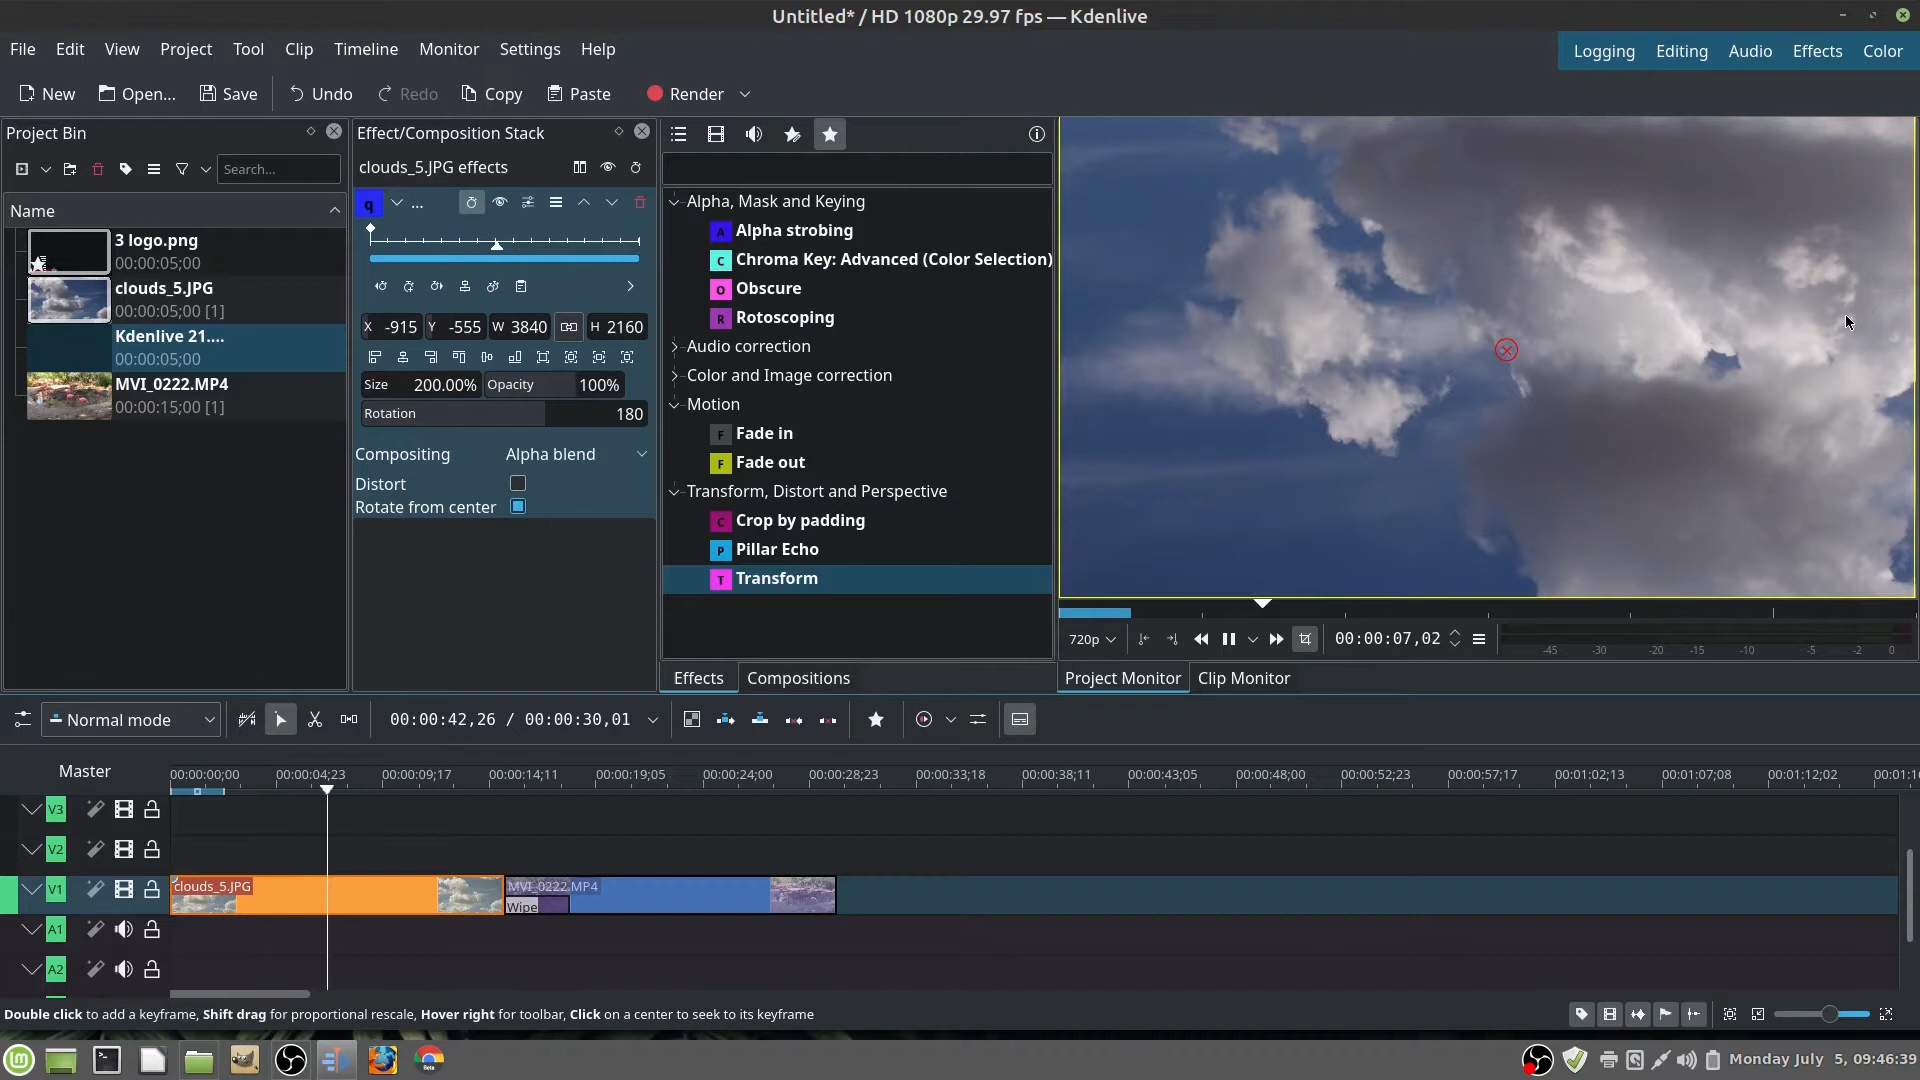 Untitled* / HD 1080p 29.97 fps — Kdenlive
File Edit View Project Tool Clip Timeline Monitor Settings Help
Logging Editing Audio Effects Color
New Open... Save Undo Redo Copy Paste Render
Project Bin
Search...
Name
3 logo.png
00:00:05;00
clouds_5.JPG
00:00:05;00 [1]
Kdenlive 21....
00:00:05;00
MVI_0222.MP4
00:00:15;00 [1]
Effect/Composition Stack
clouds_5.JPG effects
q ...
X -915 Y -555 W 3840 H 2160
Size 200.00% Opacity 100%
Rotation 180
Compositing Alpha blend
Distort
Rotate from center
Alpha, Mask and Keying
A Alpha strobing
C Chroma Key: Advanced (Color Selection)
O Obscure
R Rotoscoping
Audio correction
Color and Image correction
Motion
F Fade in
F Fade out
Transform, Distort and Perspective
C Crop by padding
P Pillar Echo
T Transform
Effects Compositions
720p 00:00:07,02
-45 -30 -20 -15 -10 -5 -2 0
Project Monitor Clip Monitor
Normal mode 00:00:42,26 / 00:00:30,01
Master
00:00:00;00 00:00:04;23 00:00:09;17 00:00:14;11 00:00:19;05 00:00:24;00 00:00:28;23 00:00:33;18 00:00:38;11 00:00:43;05 00:00:48;00 00:00:52;23 00:00:57;17 00:01:02;13 00:01:07;08 00:01:12;02 00:01:1
V3
V2
V1
clouds_5.JPG
MVI_0222.MP4
Wipe
A1
A2
Double click to add a keyframe, Shift drag for proportional rescale, Hover right for toolbar, Click on a center to seek to its keyframe
Monday July 5, 09:46:39